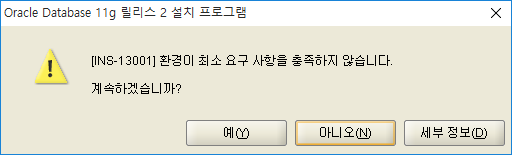 Oracle Database 11g 릴리스 2 설치 프로그램
[INS-13001] 환경이 최소 요구 사항을 충족하지 않습니다.
계속하겠습니까?
예(Y) 아니오(N) 세부 정보(D)